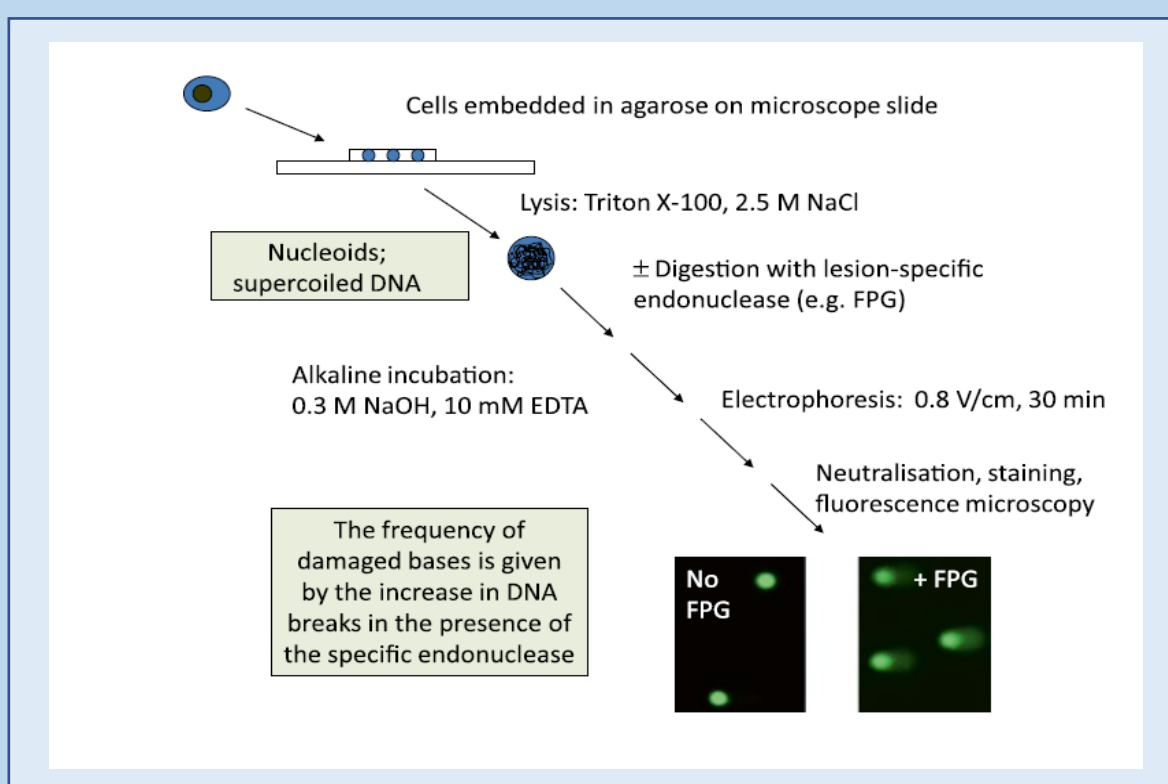 Cells embedded in agarose on microscope slide
Lysis: Triton X-100, 2.5 M NaCl
Nucleoids;
supercoiled DNA
± Digestion with lesion-specific
endonuclease (e.g. FPG)
Alkaline incubation:
0.3 M NaOH, 10 mM EDTA
Electrophoresis: 0.8 V/cm, 30 min
Neutralisation, staining,
fluorescence microscopy
The frequency of
damaged bases is given
by the increase in DNA
breaks in the presence of
the specific endonuclease
No
FPG
+ FPG